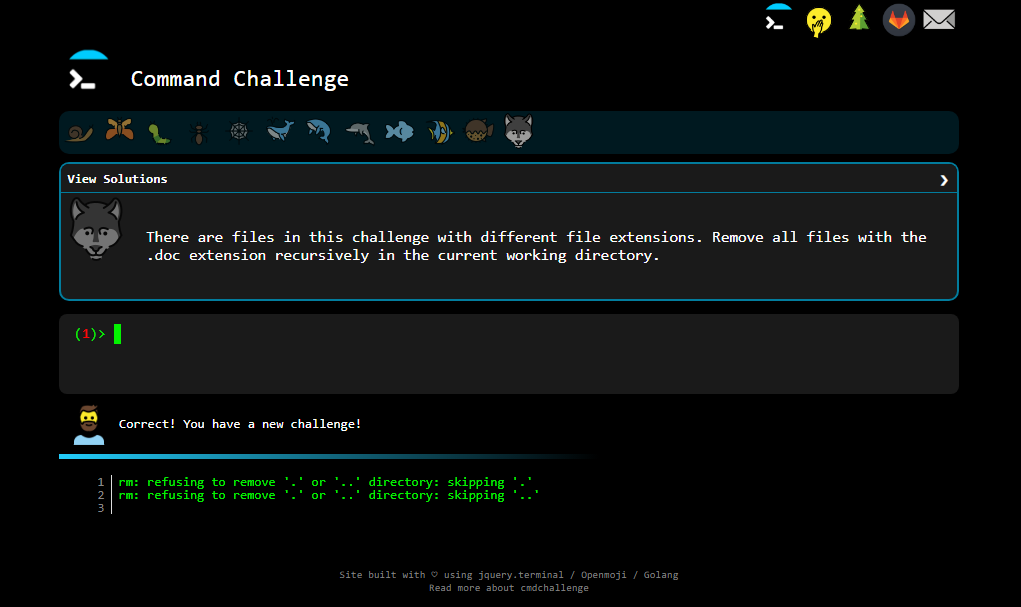 Command Challenge
View Solutions
There are files in this challenge with different file extensions. Remove all files with the
.doc extension recursively in the current working directory.
(1)>
Correct! You have a new challenge!
1 rm: refusing to remove '.' or '..' directory: skipping '.'
2 rm: refusing to remove '.' or '..' directory: skipping '..'
3
Site built with ♡ using jquery.terminal / Openmoji / Golang
Read more about cmdchallenge